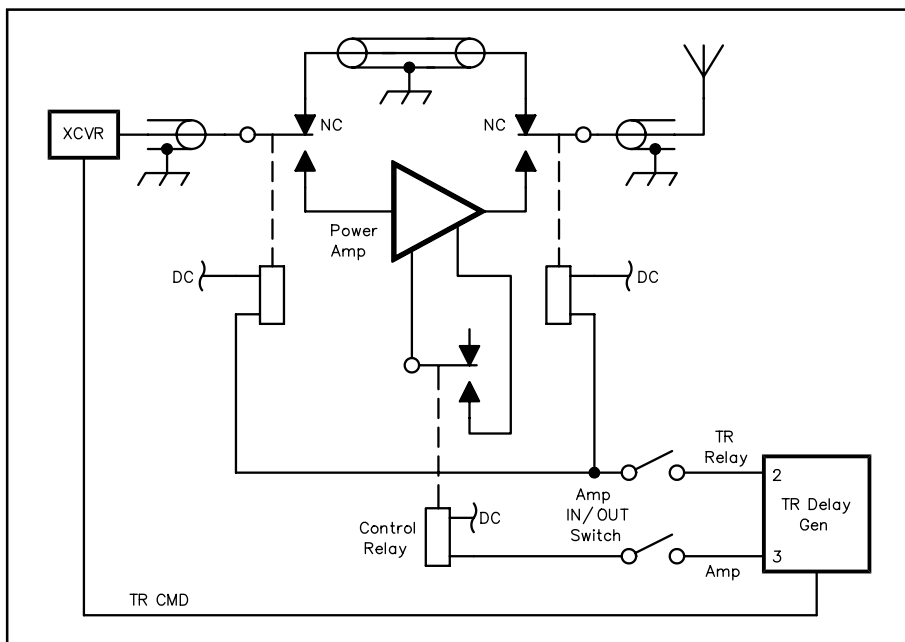 NC
NC
XCVR
Power
Amp
DC
DC
TR
Relay
2
Amp
IN/OUT
Switch
TR Delay
Gen
DC
Control
Relay
3
Amp
TR CMD